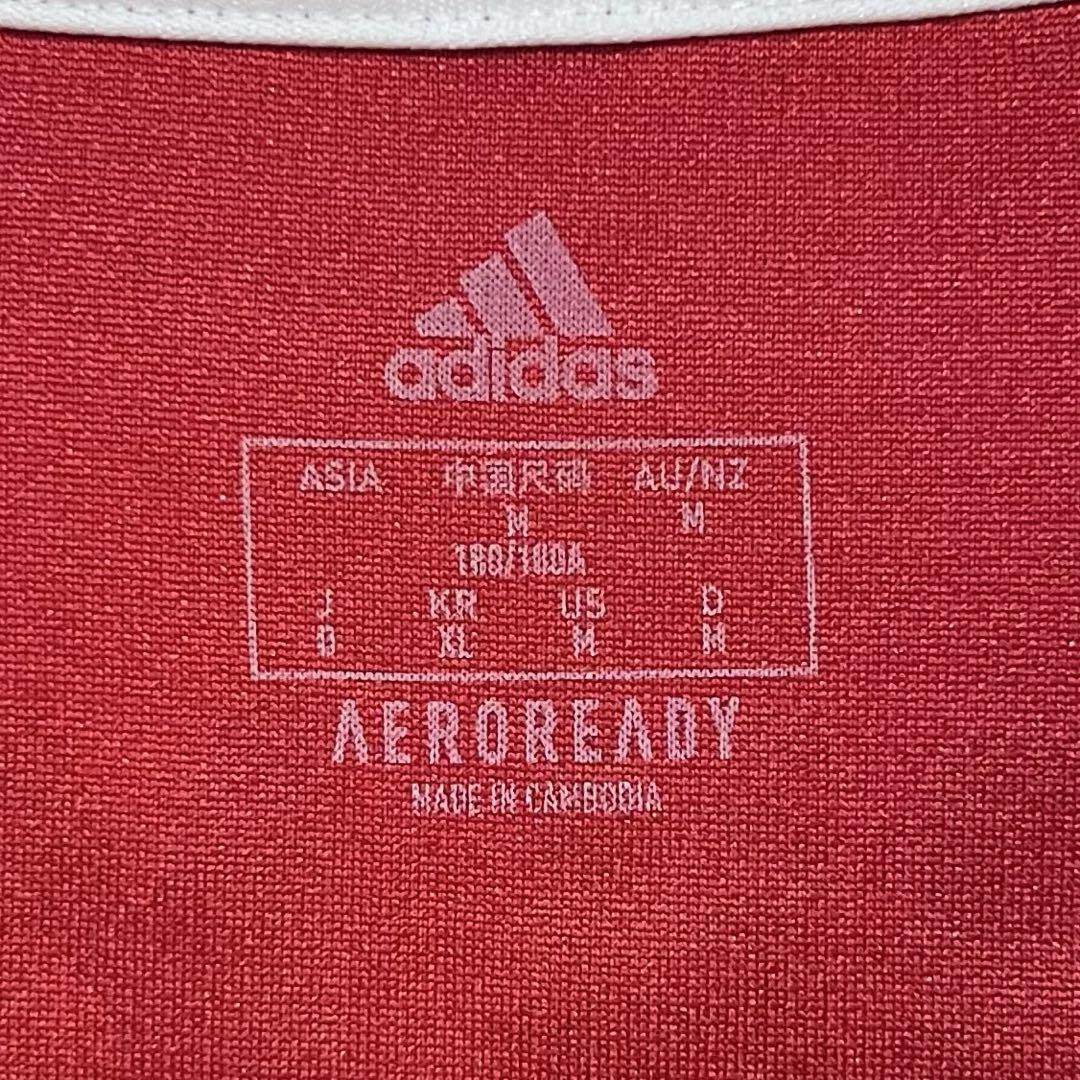 adidas
ASIA 中国尺码 AU/NZ
M M
180/100A
J KR US D
O XL M M
AEROREADY
MADE IN CAMBODIA